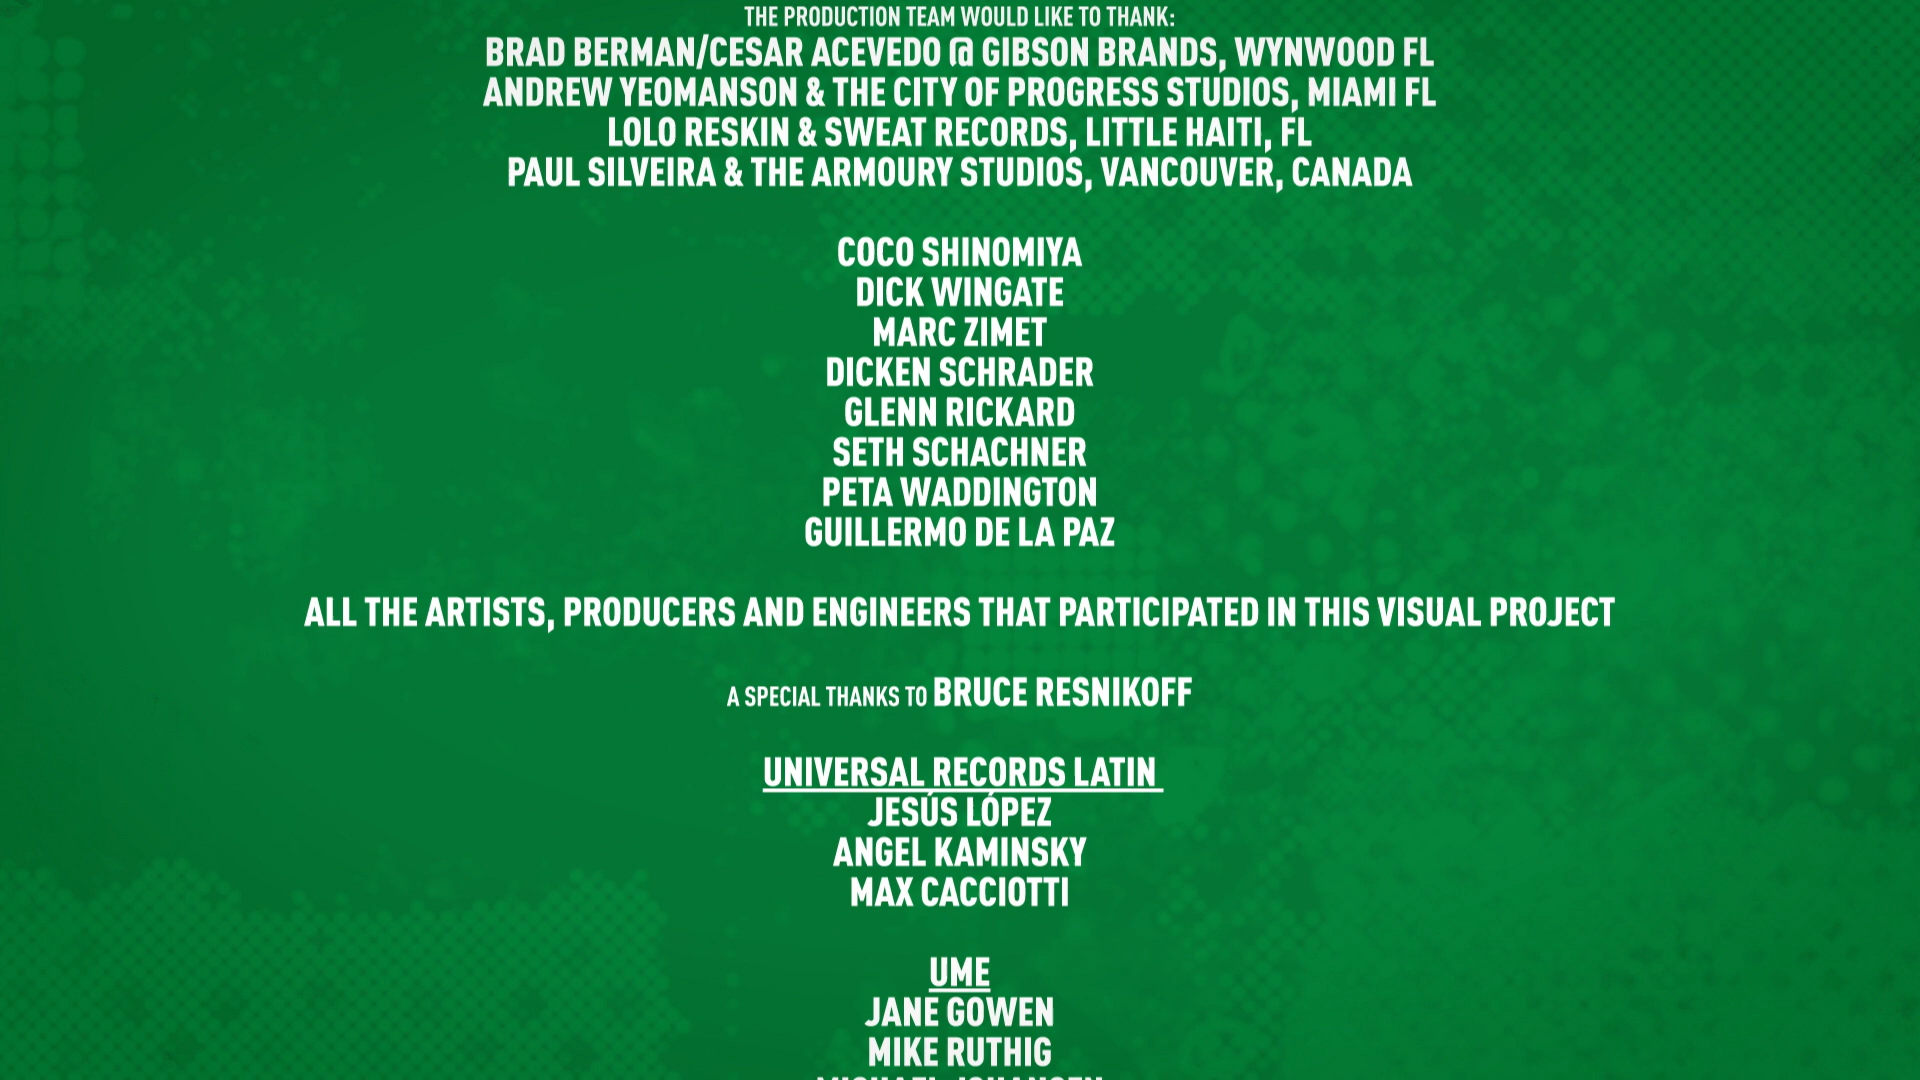 THE PRODUCTION TEAM WOULD LIKE TO THANK:
BRAD BERMAN/CESAR ACEVEDO @ GIBSON BRANDS, WYNWOOD FL
ANDREW YEOMANSON & THE CITY OF PROGRESS STUDIOS, MIAMI FL
LOLO RESKIN & SWEAT RECORDS, LITTLE HAITI, FL
PAUL SILVEIRA & THE ARMOURY STUDIOS, VANCOUVER, CANADA
COCO SHINOMIYA
DICK WINGATE
MARC ZIMET
DICKEN SCHRADER
GLENN RICKARD
SETH SCHACHNER
PETA WADDINGTON
GUILLERMO DE LA PAZ
ALL THE ARTISTS, PRODUCERS AND ENGINEERS THAT PARTICIPATED IN THIS VISUAL PROJECT
A SPECIAL THANKS TO BRUCE RESNIKOFF
UNIVERSAL RECORDS LATIN
JESÚS LÓPEZ
ANGEL KAMINSKY
MAX CACCIOTTI
UME
JANE GOWEN
MIKE RUTHIG